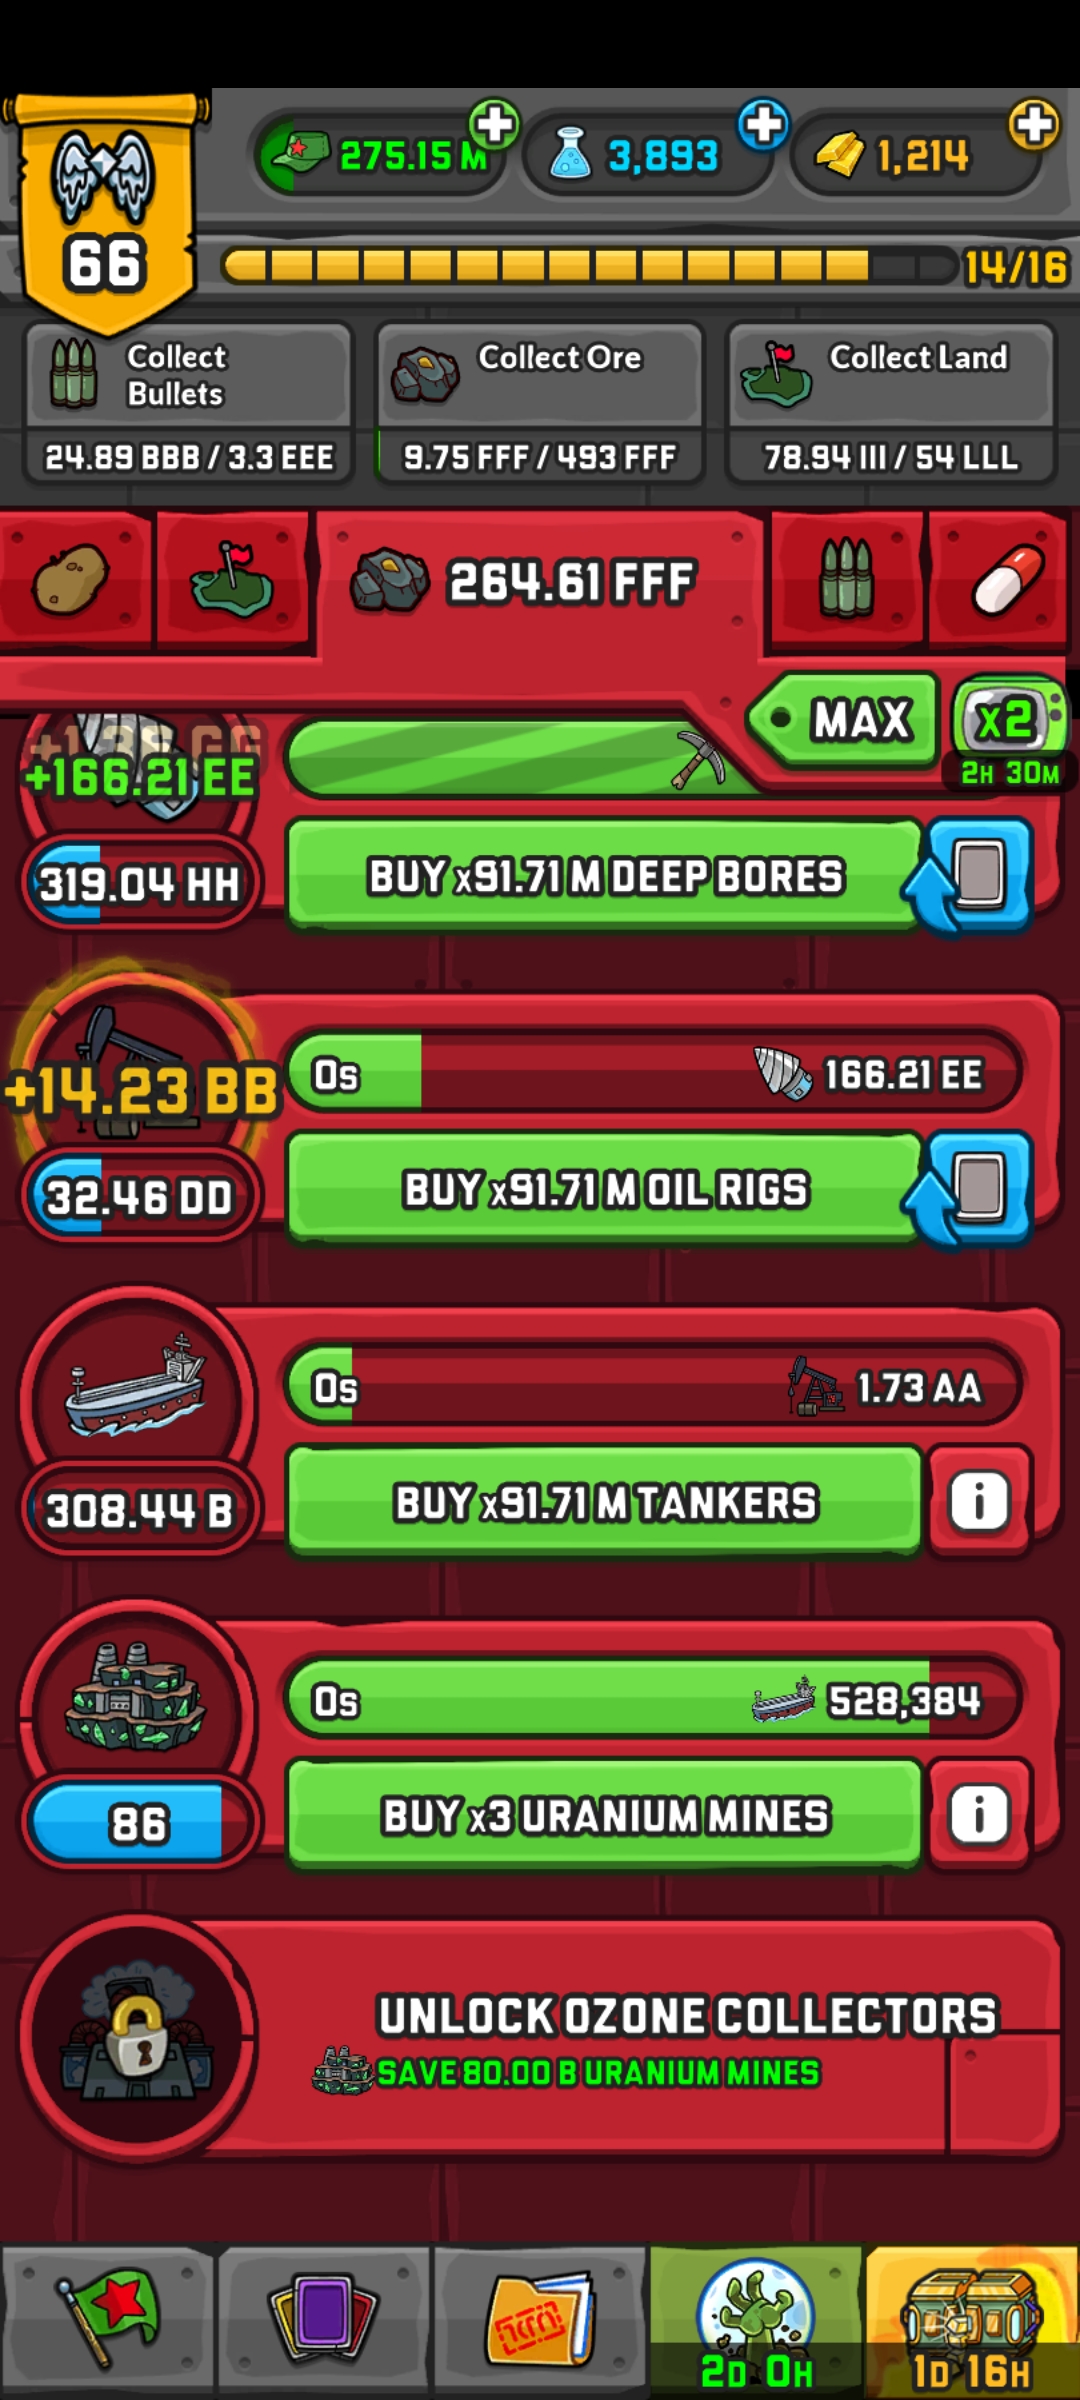 275.15 M
3,893
1,214
66
14/16
Collect
Bullets
Collect Ore
Collect Land
24.89 BBB / 3.3 EEE
9.75 FFF / 493 FFF
78.94 III / 54 LLL
264.61 FFF
MAX
x2
2H 30M
+166.21 EE
319.04 HH
BUY x91.71 M DEEP BORES
+14.23 BB
0s
166.21 EE
32.46 DD
BUY x91.71 M OIL RIGS
0s
1.73 AA
308.44 B
BUY x91.71 M TANKERS
i
0s
528,384
86
BUY x3 URANIUM MINES
i
UNLOCK OZONE COLLECTORS
SAVE 80.00 B URANIUM MINES
2D 0H
1D 16H